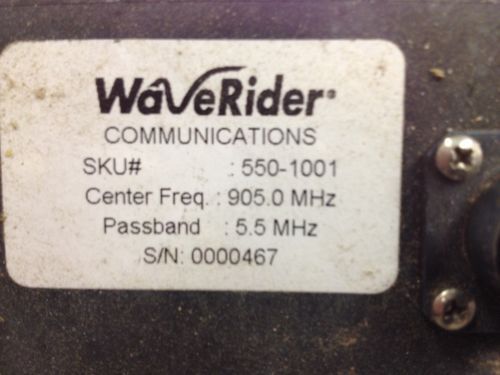 WaveRider®
COMMUNICATIONS
SKU# : 550-1001
Center Freq. : 905.0 MHz
Passband : 5.5 MHz
S/N: 0000467